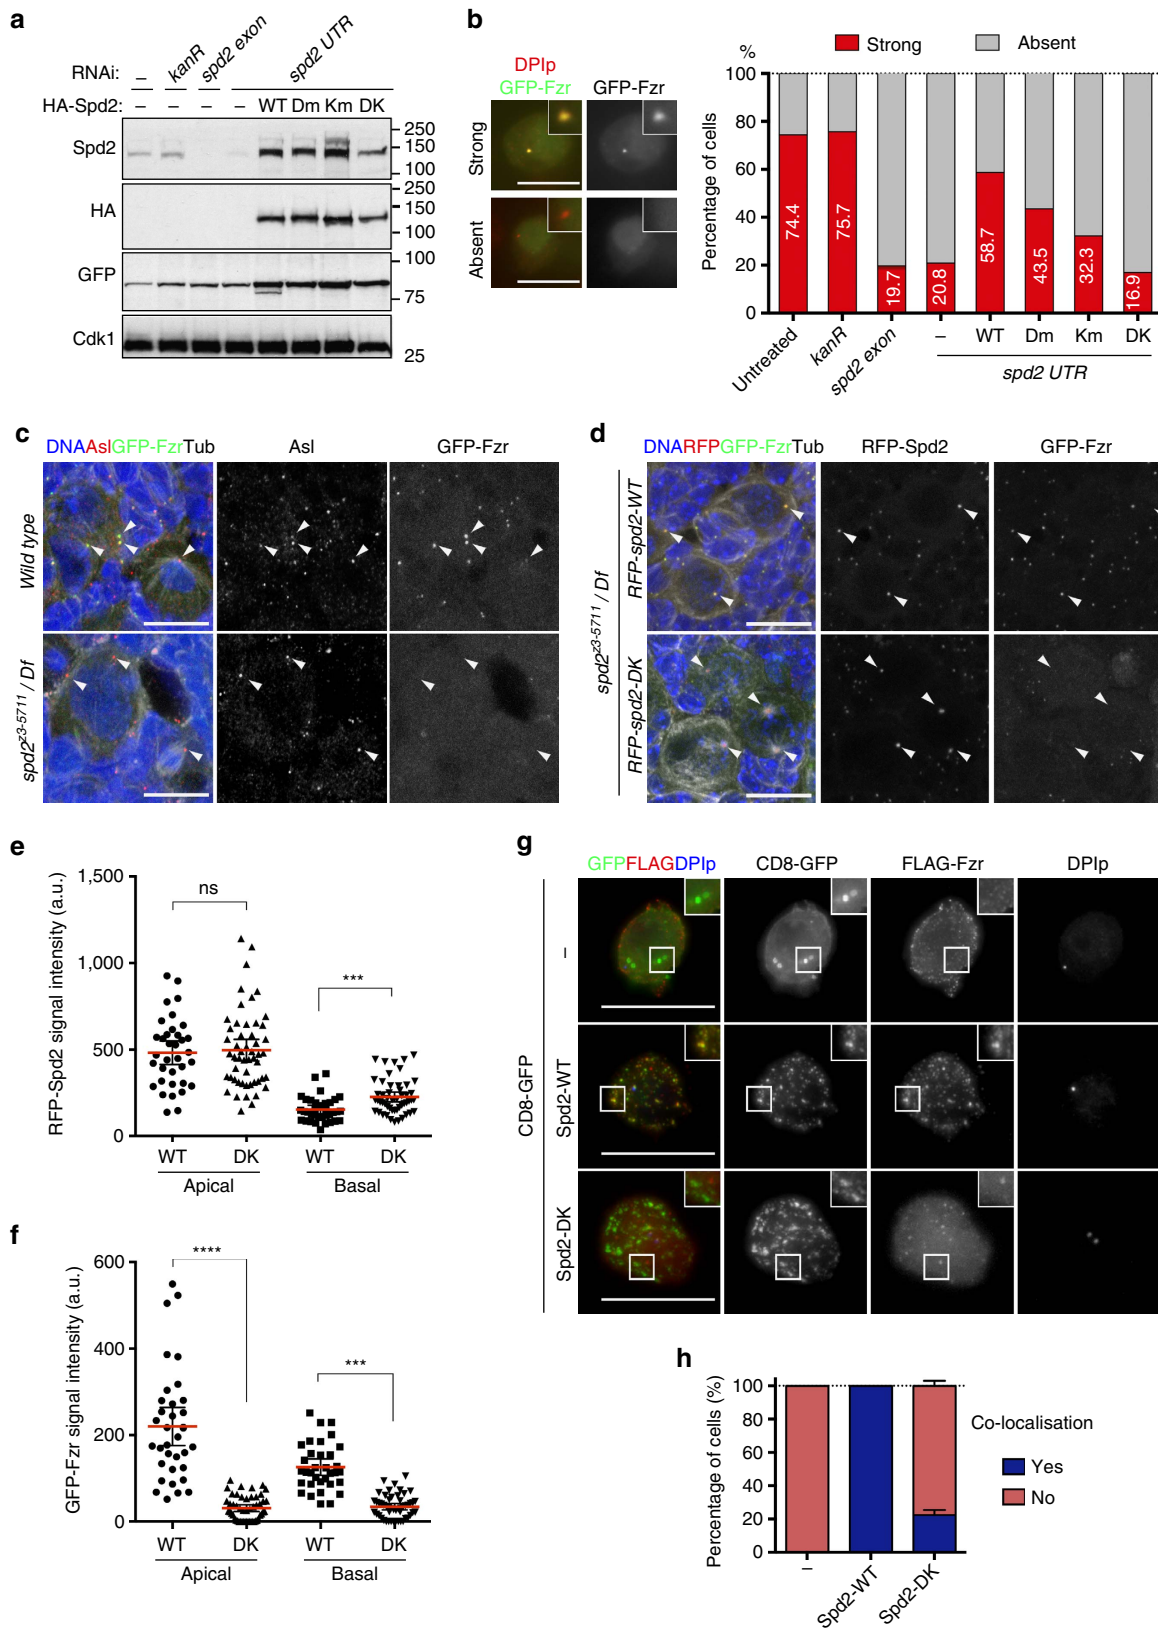 a
RNAi: – kanR spd2 exon spd2 UTR
HA-Spd2: – – – – WT Dm Km DK
Spd2
250
150
100
HA
250
150
100
GFP
100
75
Cdk1
25
b
DPlp
GFP-Fzr GFP-Fzr
Strong
Absent
Strong Absent
%
Percentage of cells
100
80
60
40
20
0
74.4 75.7 19.7 20.8 58.7 43.5 32.3 16.9
Untreated kanR spd2 exon – WT Dm Km DK
spd2 UTR
c
DNAAslGFP-FzrTub Asl GFP-Fzr
Wild type
spd2z3-5711 / Df
d
DNARFPGFP-FzrTub RFP-Spd2 GFP-Fzr
spd2z3-5711 / Df
RFP-spd2-WT
RFP-spd2-DK
e
RFP-Spd2 signal intensity (a.u.)
1,500
1,000
500
0
ns
***
WT DK WT DK
Apical Basal
f
GFP-Fzr signal intensity (a.u.)
600
400
200
0
****
***
WT DK WT DK
Apical Basal
g
GFPFLAGDPlp CD8-GFP FLAG-Fzr DPlp
CD8-GFP
–
Spd2-WT
Spd2-DK
h
Percentage of cells (%)
100
80
60
40
20
0
– Spd2-WT Spd2-DK
Co-localisation
Yes
No